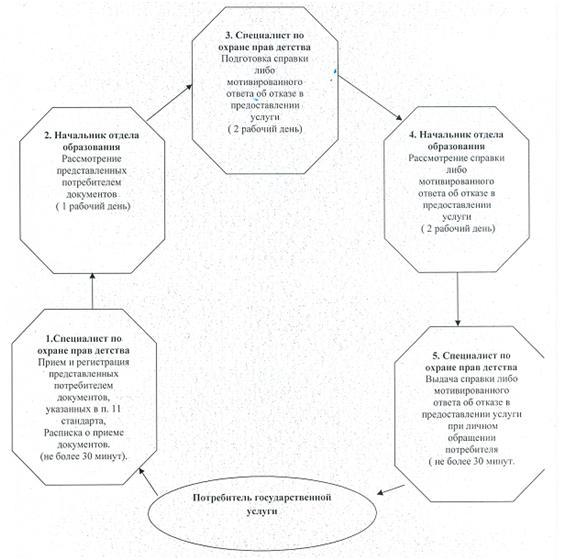 3. Специалист по
охране прав детства
Подготовка справки
либо
мотивированного
ответа об отказе в
предоставлении
услуги
( 2 рабочий день)
2. Начальник отдела
образования
Рассмотрение
представленных
потребителем
документов
( 1 рабочий день)
4. Начальник отдела
образования
Рассмотрение справки
либо
мотивированного
ответа об отказе в
предоставлении
услуги
( 2 рабочий день)
1.Специалист по
охране прав детства
Прием и регистрация
представленных
потребителем
документов,
указанных в п. 11
стандарта,
Расписка о приеме
документов.
(не более 30 минут).
5. Специалист по
охране прав детства
Выдача справки либо
мотивированного
ответа об отказе в
предоставлении услуги
при личном
обращении
потребителя
( не более 30 минут.
Потребитель государственной
услуги